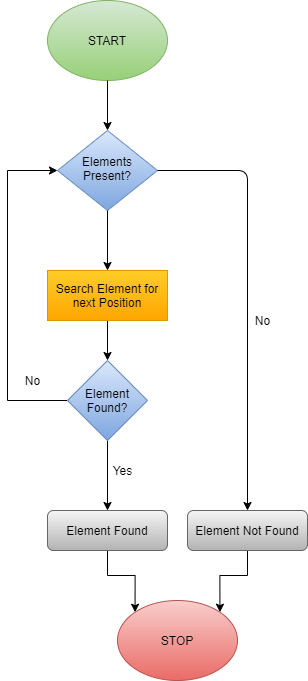 START
Elements
Present?
Search Element for
next Position
No
Element
Found?
No
Yes
Element Found
Element Not Found
STOP